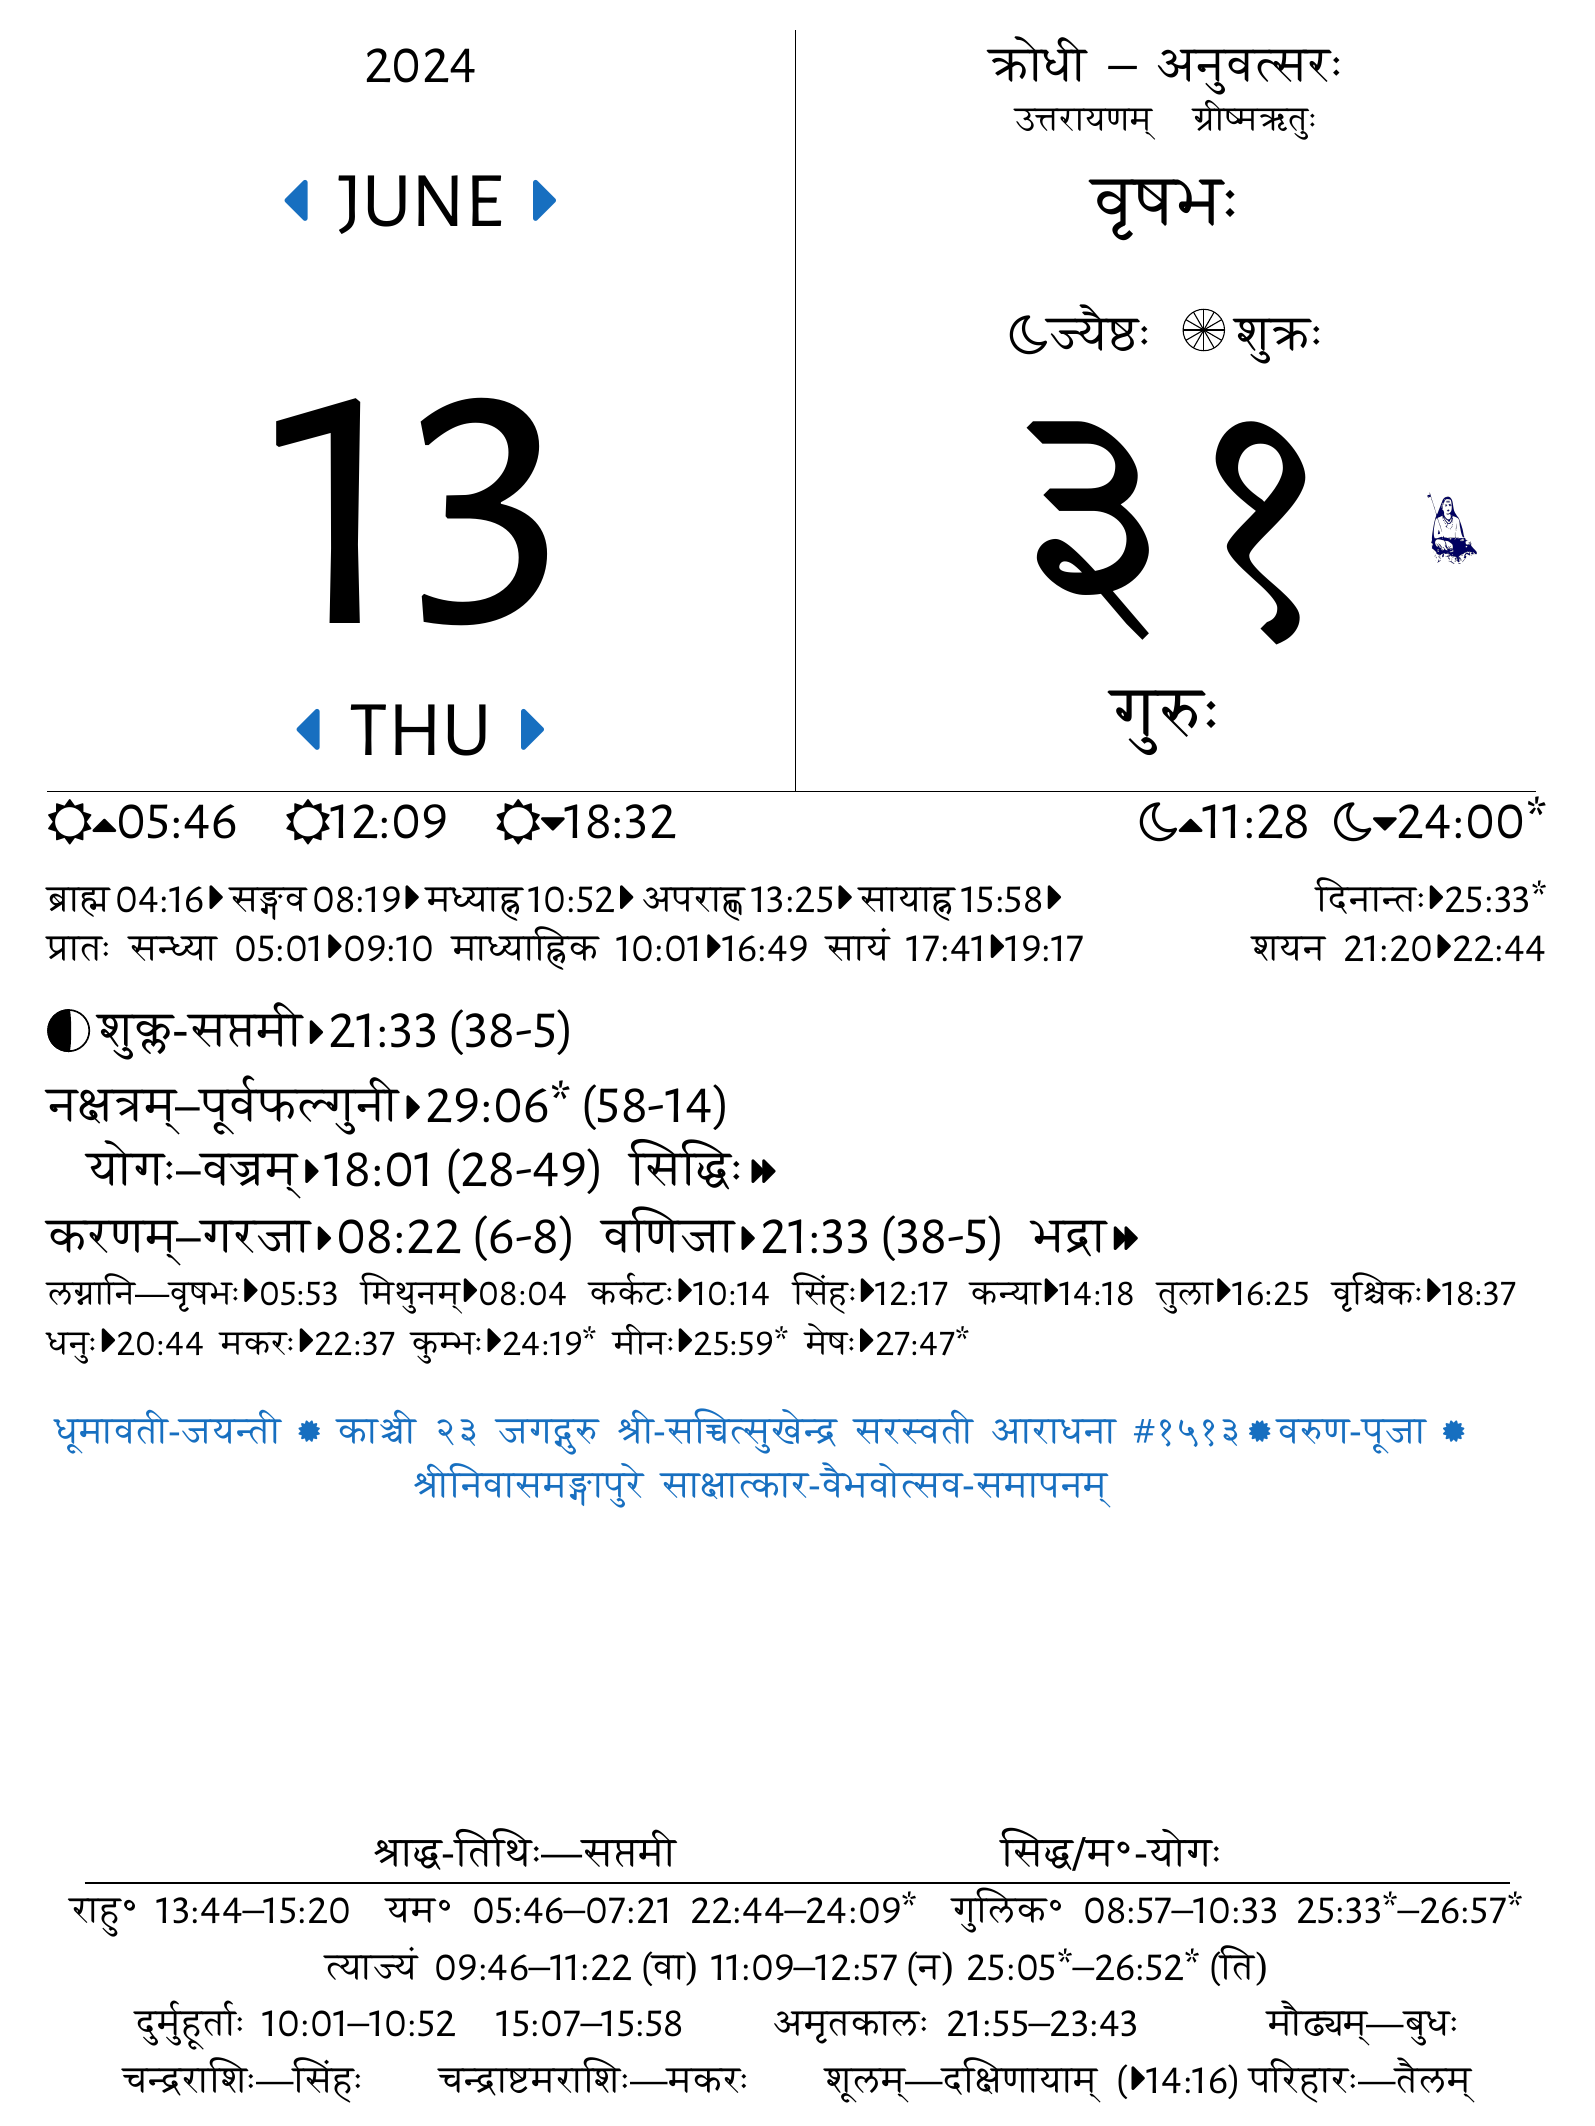 2024
JUNE
13
THU
क्रोधी – अनुवत्सरः
उत्तरायणम् ग्रीष्मऋतुः
वृषभः
ज्यैष्ठः शुक्रः
३१
गुरुः
05:46 12:09 18:32 11:28 24:00*
ब्राह्म 04:16 सङ्गव 08:19 मध्याह्न 10:52 अपराह्ण 13:25 सायाह्न 15:58 दिनान्तः 25:33*
प्रातः सन्ध्या 05:01 09:10 माध्याह्निक 10:01 16:49 सायं 17:41 19:17 शयन 21:20 22:44
शुक्ल-सप्तमी 21:33 (38-5)
नक्षत्रम्–पूर्वफल्गुनी 29:06* (58-14)
योगः–वज्रम् 18:01 (28-49) सिद्धिः
करणम्–गरजा 08:22 (6-8) वणिजा 21:33 (38-5) भद्रा
लग्नानि—वृषभः 05:53 मिथुनम् 08:04 कर्कटः 10:14 सिंहः 12:17 कन्या 14:18 तुला 16:25 वृश्चिकः 18:37
धनुः 20:44 मकरः 22:37 कुम्भः 24:19* मीनः 25:59* मेषः 27:47*
धूमावती-जयन्ती ✹ काञ्ची २३ जगद्गुरु श्री-सच्चित्सुखेन्द्र सरस्वती आराधना #१५१३ ✹ वरुण-पूजा ✹
श्रीनिवासमङ्गापुरे साक्षात्कार-वैभवोत्सव-समापनम्
श्राद्ध-तिथिः—सप्तमी सिद्ध/म॰-योगः
राहु॰ 13:44–15:20 यम॰ 05:46–07:21 22:44–24:09* गुलिक॰ 08:57–10:33 25:33*–26:57*
त्याज्यं 09:46–11:22 (वा) 11:09–12:57 (न) 25:05*–26:52* (ति)
दुर्मुहूर्ताः 10:01–10:52 15:07–15:58 अमृतकालः 21:55–23:43 मौढ्यम्—बुधः
चन्द्रराशिः—सिंहः चन्द्राष्टमराशिः—मकरः शूलम्—दक्षिणायाम् (14:16) परिहारः—तैलम्